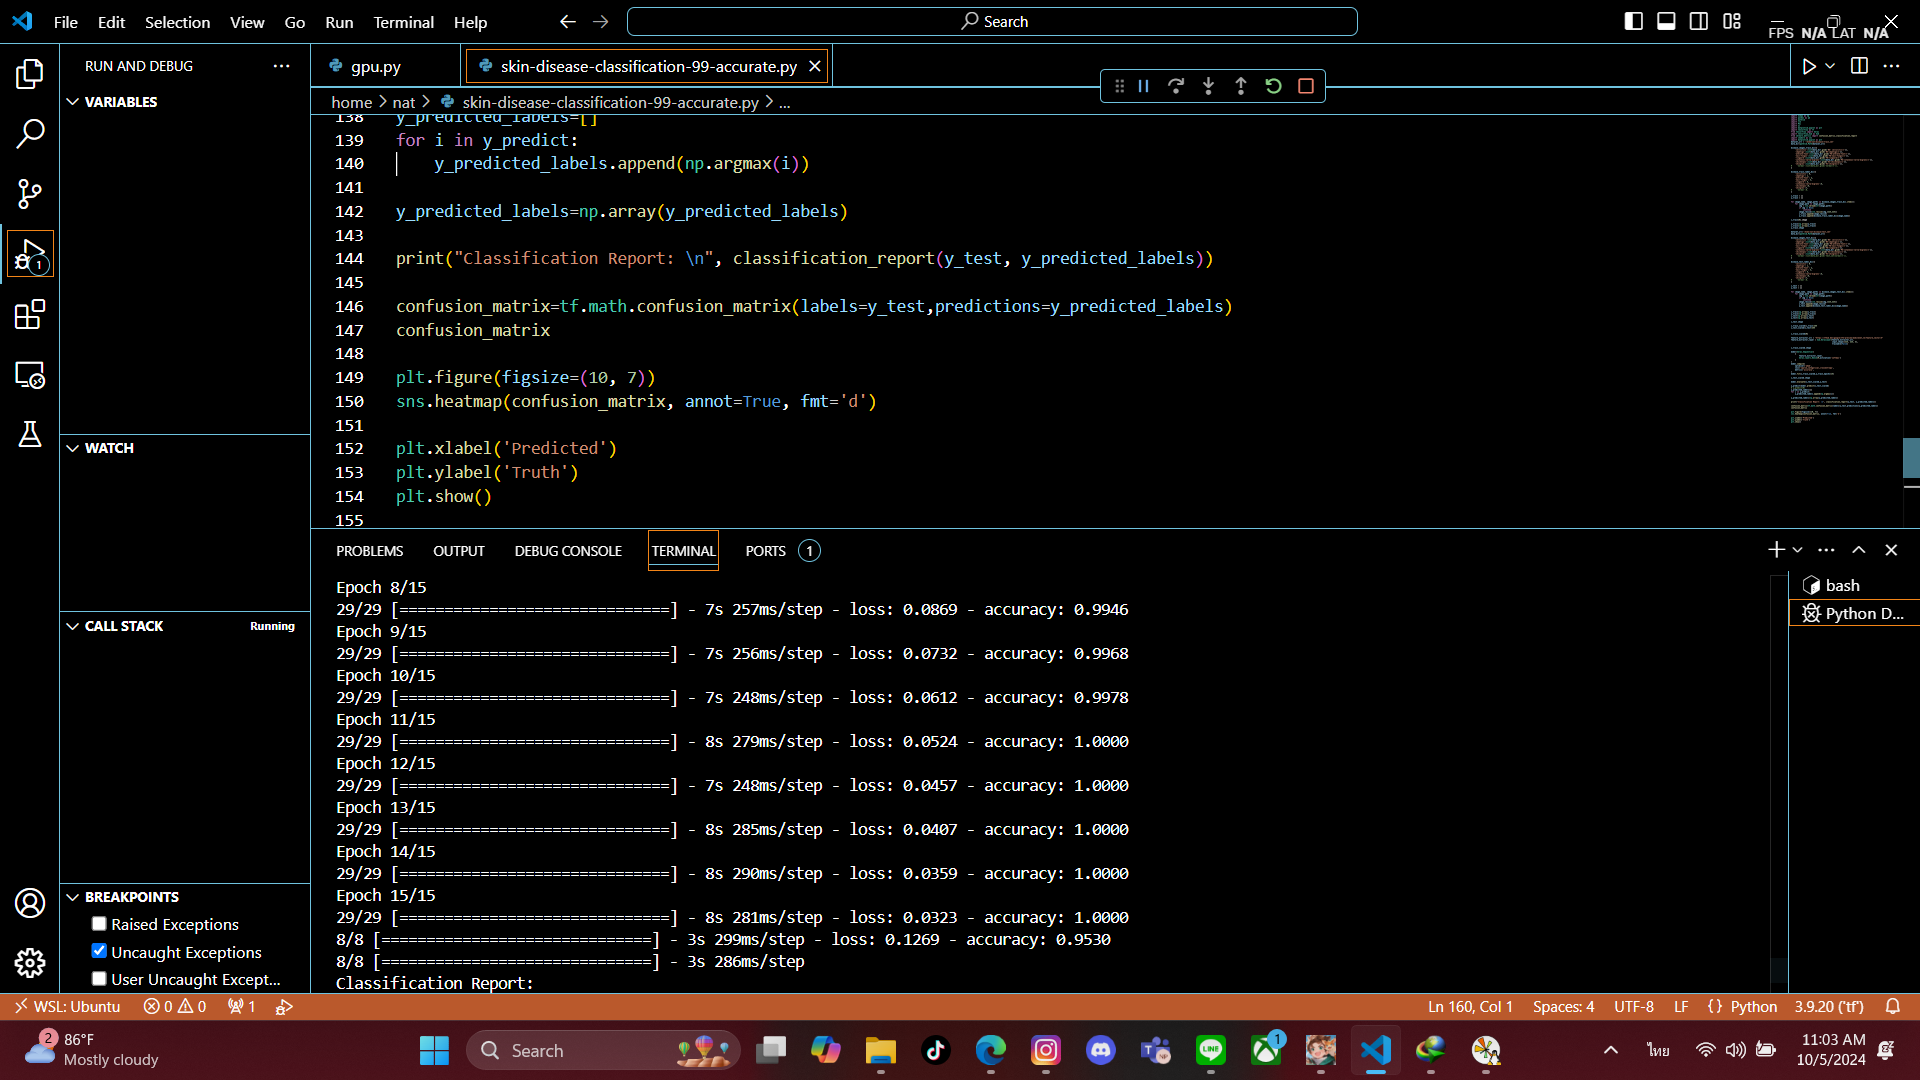 File Edit Selection View Go Run Terminal Help
Search
FPS N/A LAT N/A
RUN AND DEBUG
VARIABLES
WATCH
CALL STACK Running
BREAKPOINTS
Raised Exceptions
Uncaught Exceptions
User Uncaught Except...
1
gpu.py
skin-disease-classification-99-accurate.py
home > nat > skin-disease-classification-99-accurate.py > ...
138 y_predicted_labels=[]
139 for i in y_predict:
140 y_predicted_labels.append(np.argmax(i))
141
142 y_predicted_labels=np.array(y_predicted_labels)
143
144 print("Classification Report: \n", classification_report(y_test, y_predicted_labels))
145
146 confusion_matrix=tf.math.confusion_matrix(labels=y_test,predictions=y_predicted_labels)
147 confusion_matrix
148
149 plt.figure(figsize=(10, 7))
150 sns.heatmap(confusion_matrix, annot=True, fmt='d')
151
152 plt.xlabel('Predicted')
153 plt.ylabel('Truth')
154 plt.show()
155
PROBLEMS OUTPUT DEBUG CONSOLE TERMINAL PORTS 1
Epoch 8/15
29/29 [==============================] - 7s 257ms/step - loss: 0.0869 - accuracy: 0.9946
Epoch 9/15
29/29 [==============================] - 7s 256ms/step - loss: 0.0732 - accuracy: 0.9968
Epoch 10/15
29/29 [==============================] - 7s 248ms/step - loss: 0.0612 - accuracy: 0.9978
Epoch 11/15
29/29 [==============================] - 8s 279ms/step - loss: 0.0524 - accuracy: 1.0000
Epoch 12/15
29/29 [==============================] - 7s 248ms/step - loss: 0.0457 - accuracy: 1.0000
Epoch 13/15
29/29 [==============================] - 8s 285ms/step - loss: 0.0407 - accuracy: 1.0000
Epoch 14/15
29/29 [==============================] - 8s 290ms/step - loss: 0.0359 - accuracy: 1.0000
Epoch 15/15
29/29 [==============================] - 8s 281ms/step - loss: 0.0323 - accuracy: 1.0000
8/8 [==============================] - 3s 299ms/step - loss: 0.1269 - accuracy: 0.9530
8/8 [==============================] - 3s 286ms/step
Classification Report:
bash
Python D...
WSL: Ubuntu 0 0 1
Ln 160, Col 1 Spaces: 4 UTF-8 LF {} Python 3.9.20 ('tf')
2
86°F
Mostly cloudy
Search
LINE
1
ไทย
11:03 AM
10/5/2024